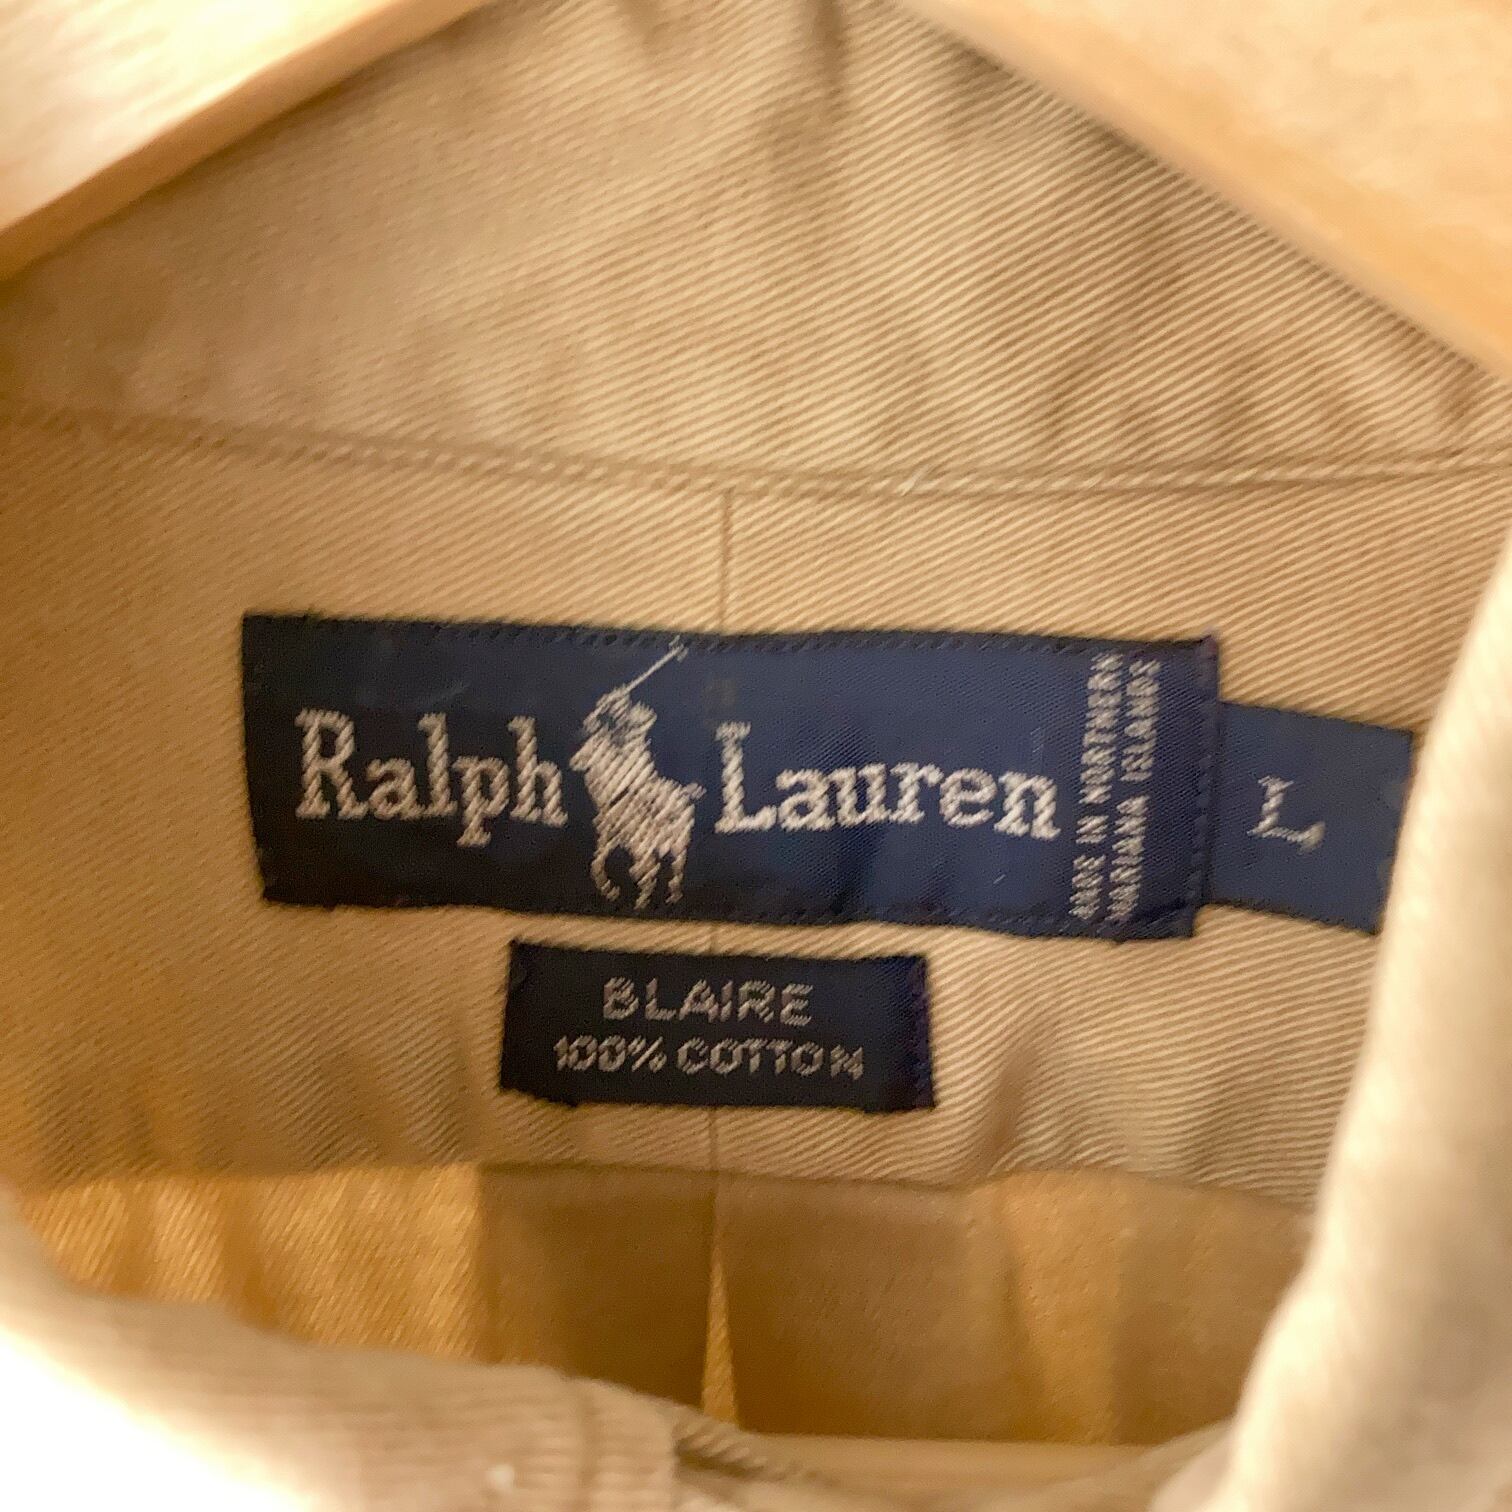 Ralph Lauren
MADE IN NORTHERN
MARIANA ISLANDS
L
BLAIRE
100% COTTON